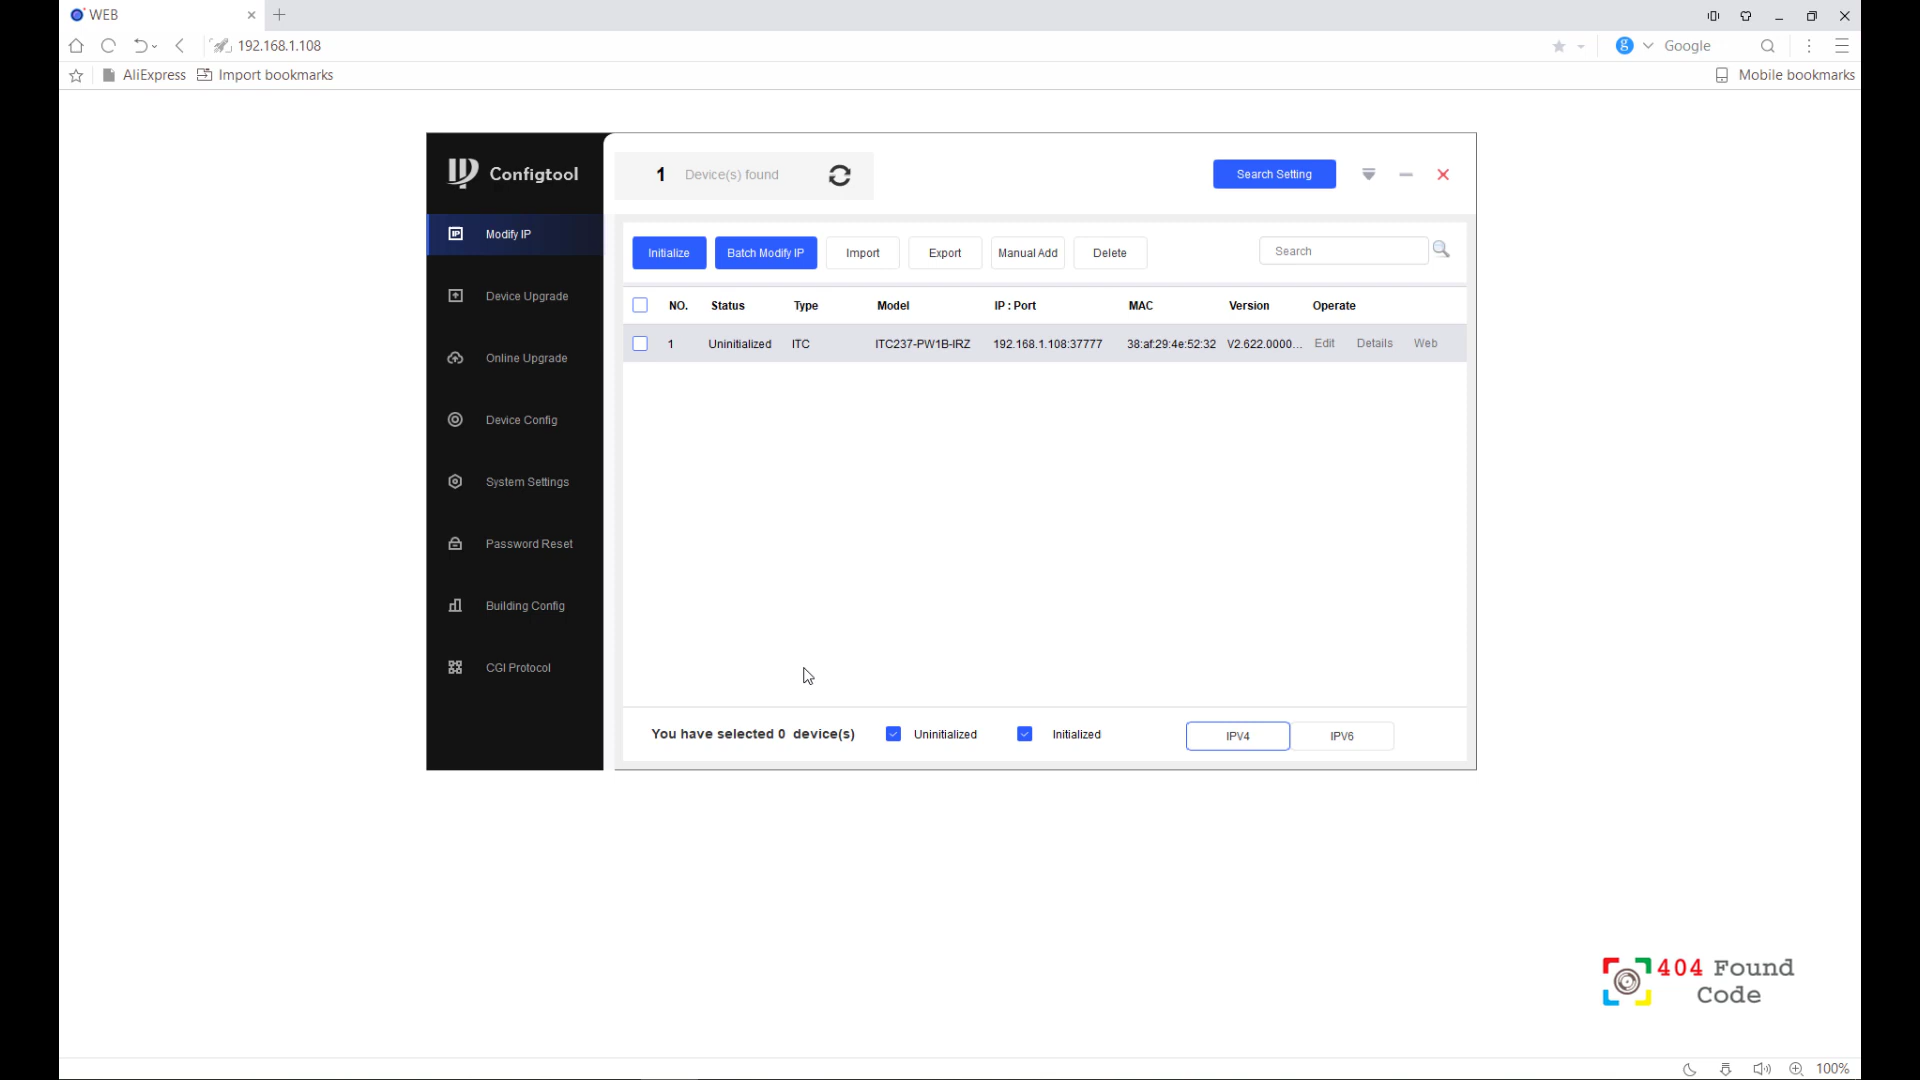 WEB
192.168.1.108
Google
AliExpress Import bookmarks
Mobile bookmarks
Configtool
1 Device(s) found
Search Setting
Modify IP
Device Upgrade
Online Upgrade
Device Config
System Settings
Password Reset
Building Config
CGI Protocol
Initialize Batch Modify IP Import Export Manual Add Delete Search
NO. Status Type Model IP : Port MAC Version Operate
1 Uninitialized ITC ITC237-PW1B-IRZ 192.168.1.108:37777 38:af:29:4e:52:32 V2.622.0000... Edit Details Web
You have selected 0 device(s) Uninitialized Initialized IPV4 IPV6
404 Found
Code
100%